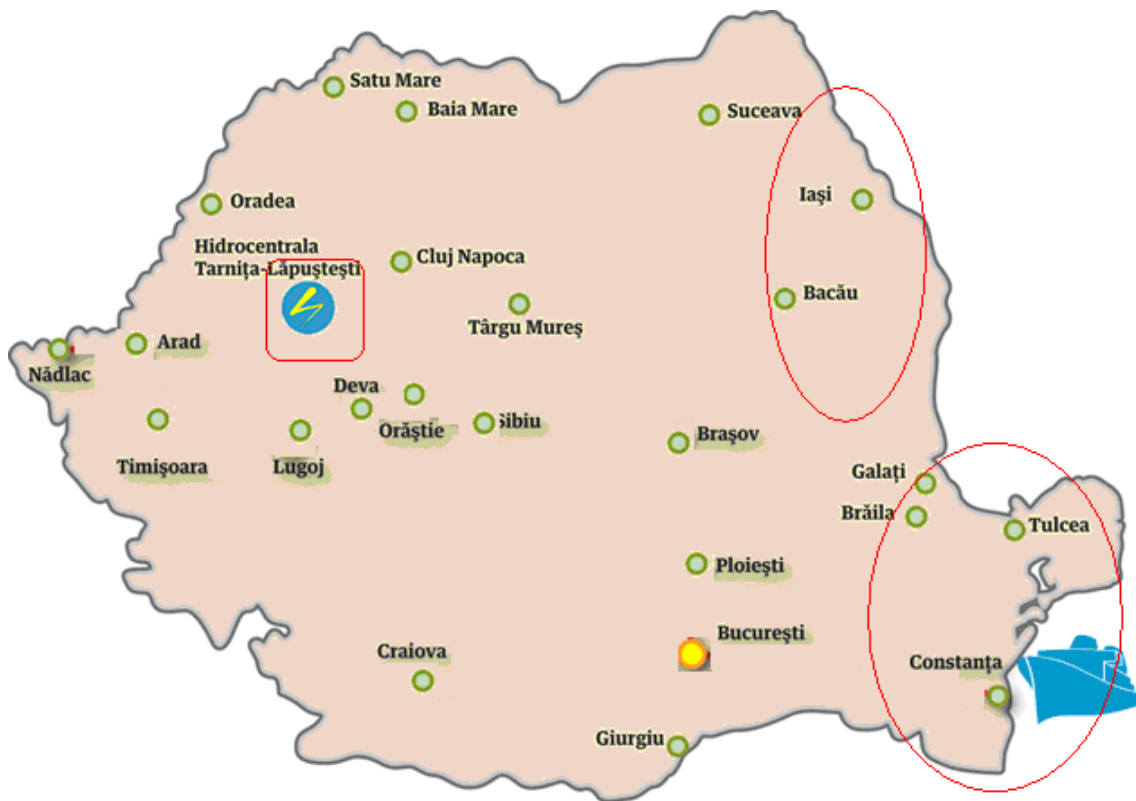 Satu Mare
Baia Mare
Suceava
Oradea
Iaşi
Hidrocentrala
Tarniţa-Lăpuşteşti
Cluj Napoca
Bacău
Târgu Mureş
Arad
Nădlac
Deva
Orăştie
Sibiu
Braşov
Timişoara
Lugoj
Galaţi
Brăila
Tulcea
Ploieşti
Bucureşti
Craiova
Constanţa
Giurgiu